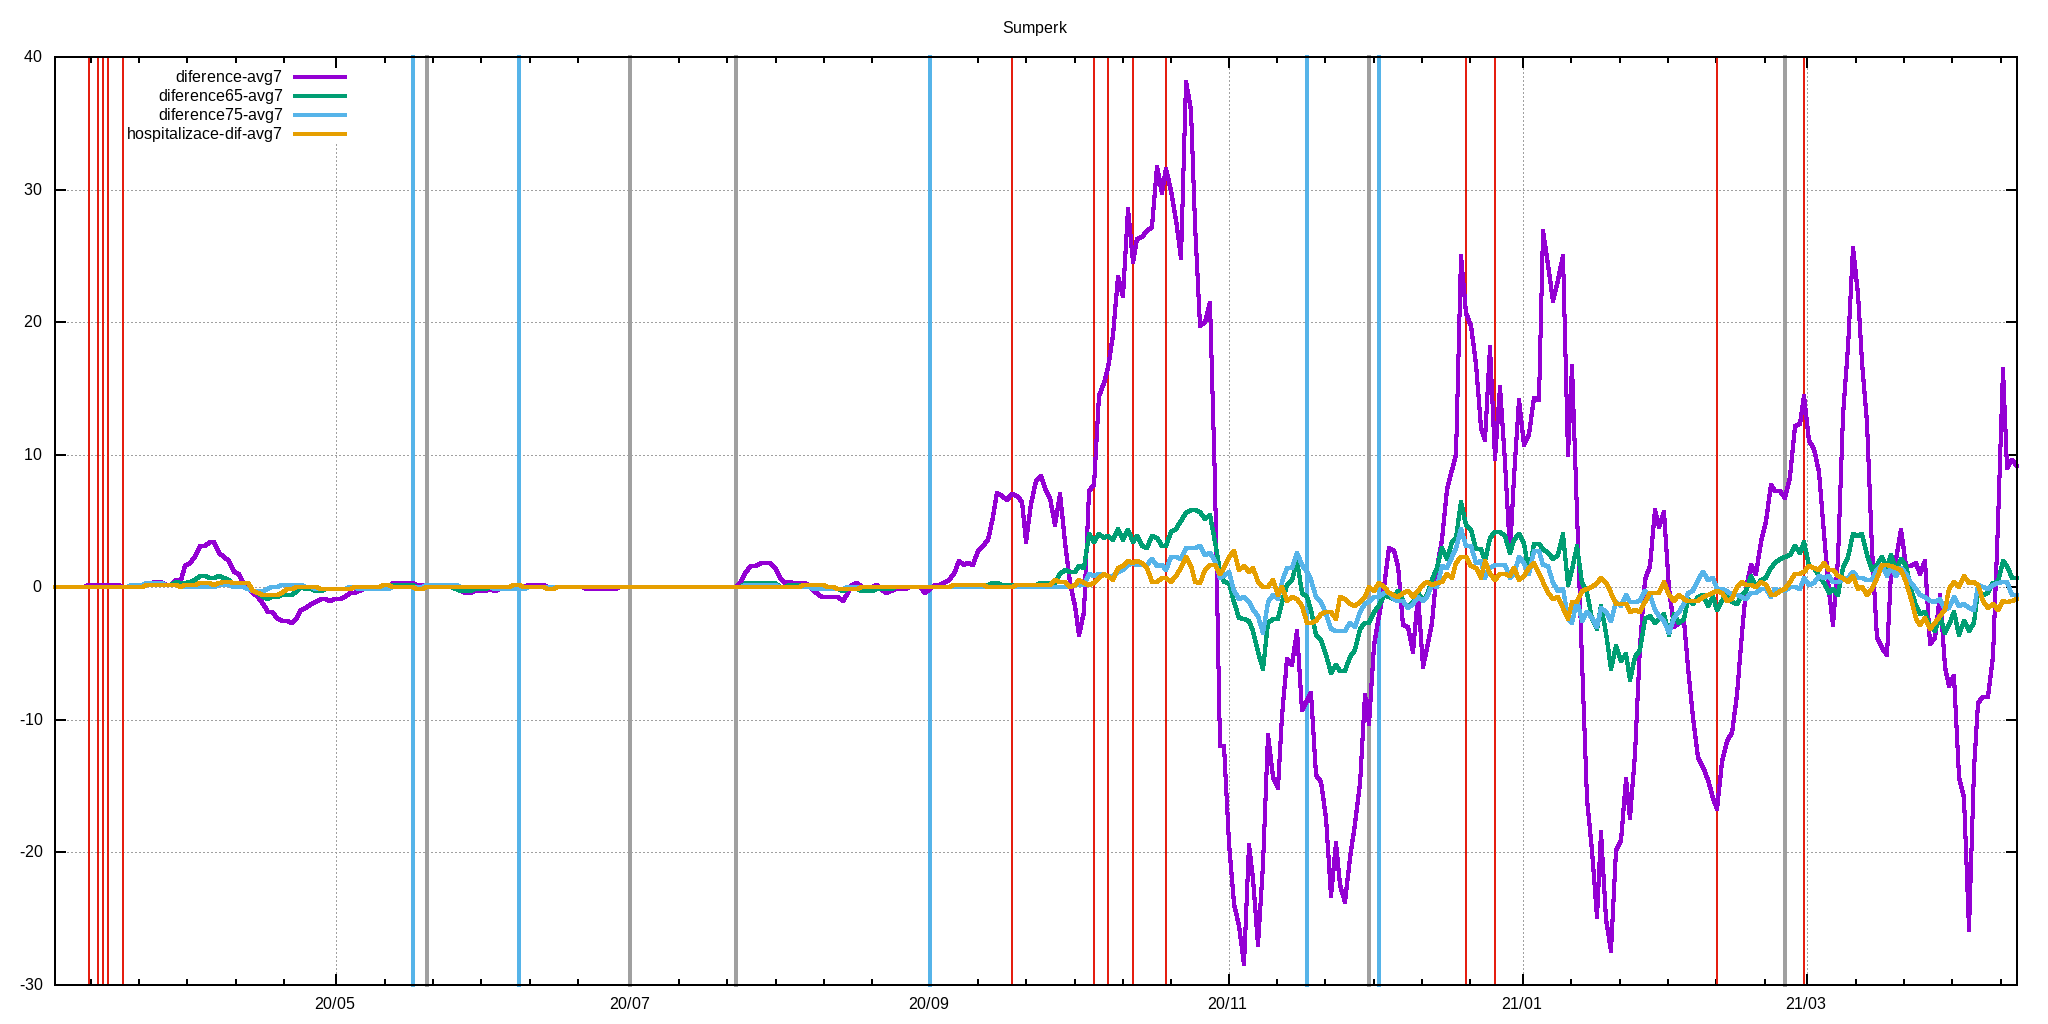 Sumperk
diference-avg7
diference65-avg7
diference75-avg7
hospitalizace-dif-avg7
40
30
20
10
0
-10
-20
-30
20/05 20/07 20/09 20/11 21/01 21/03